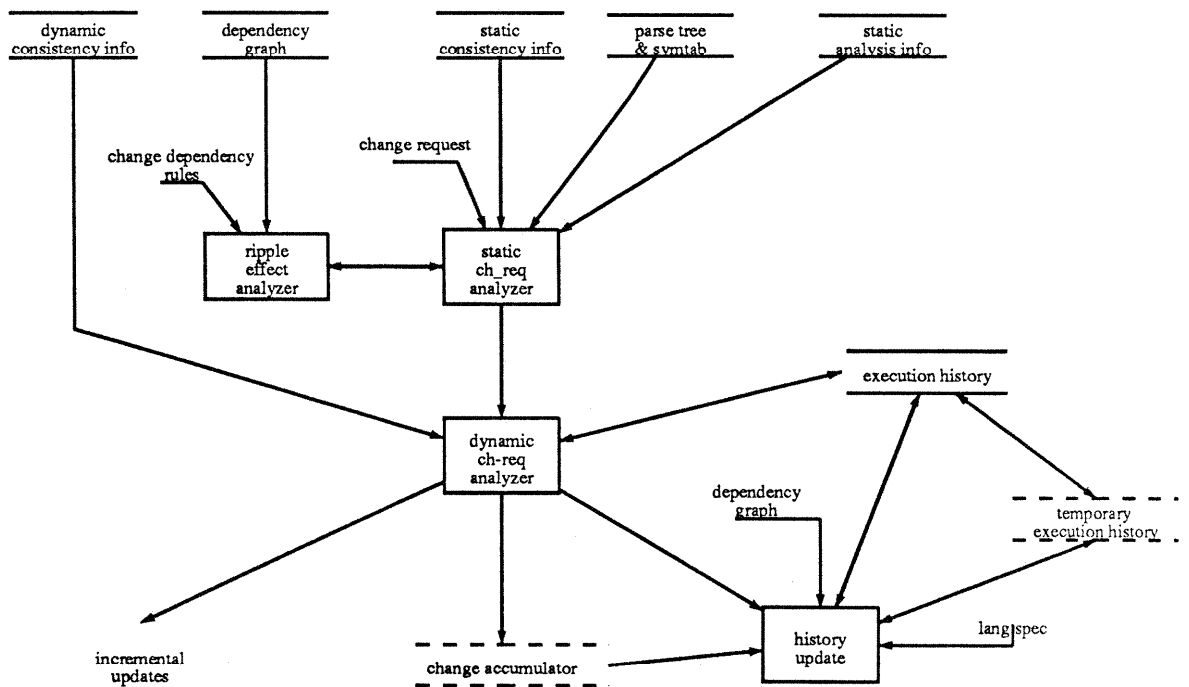 dynamic
consistency info
dependency
graph
static
consistency info
parse tree
& symtab
static
analysis info
change dependency
rules
change request
ripple
effect
analyzer
static
ch_req
analyzer
execution history
dynamic
ch-req
analyzer
dependency
graph
temporary
execution history
lang spec
history
update
incremental
updates
change accumulator